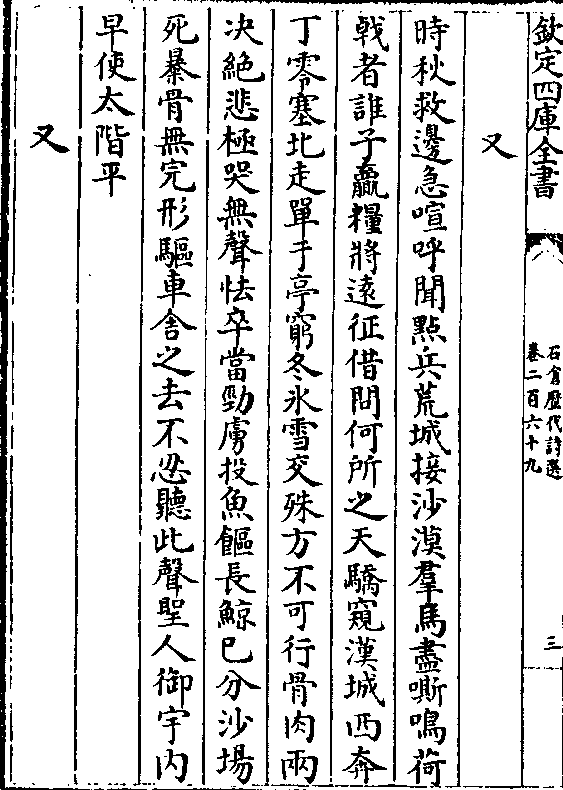 欽定四庫全書
石倉歷代詩選
卷二百六十九
三
又
時秋救邊急喧呼聞點兵荒城接沙漠羣馬盡嘶鳴荷
戟者誰子羸糧將遠征借問何所之天驕窺漢城西奔
丁零塞北走單于亭窮冬氷雪交殊方不可行骨肉兩
决絶悲極哭無聲怯卒當勁虜投魚餌長鯨已分沙場
死暴骨無完形驅車舍之去不忍聽此聲聖人御宇内
早使太階平
又